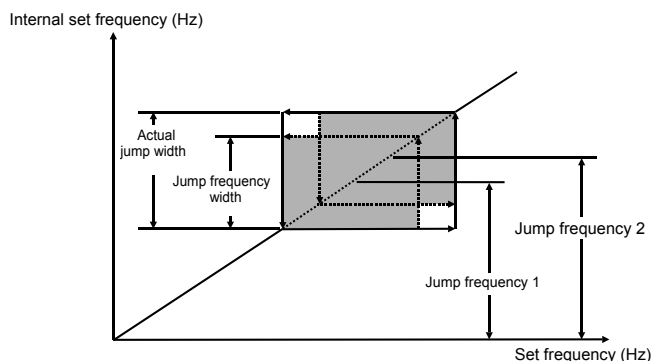 Internal set frequency (Hz)
Actual
jump width
Jump frequency
width
Jump frequency 2
Jump frequency 1
Set frequency (Hz)